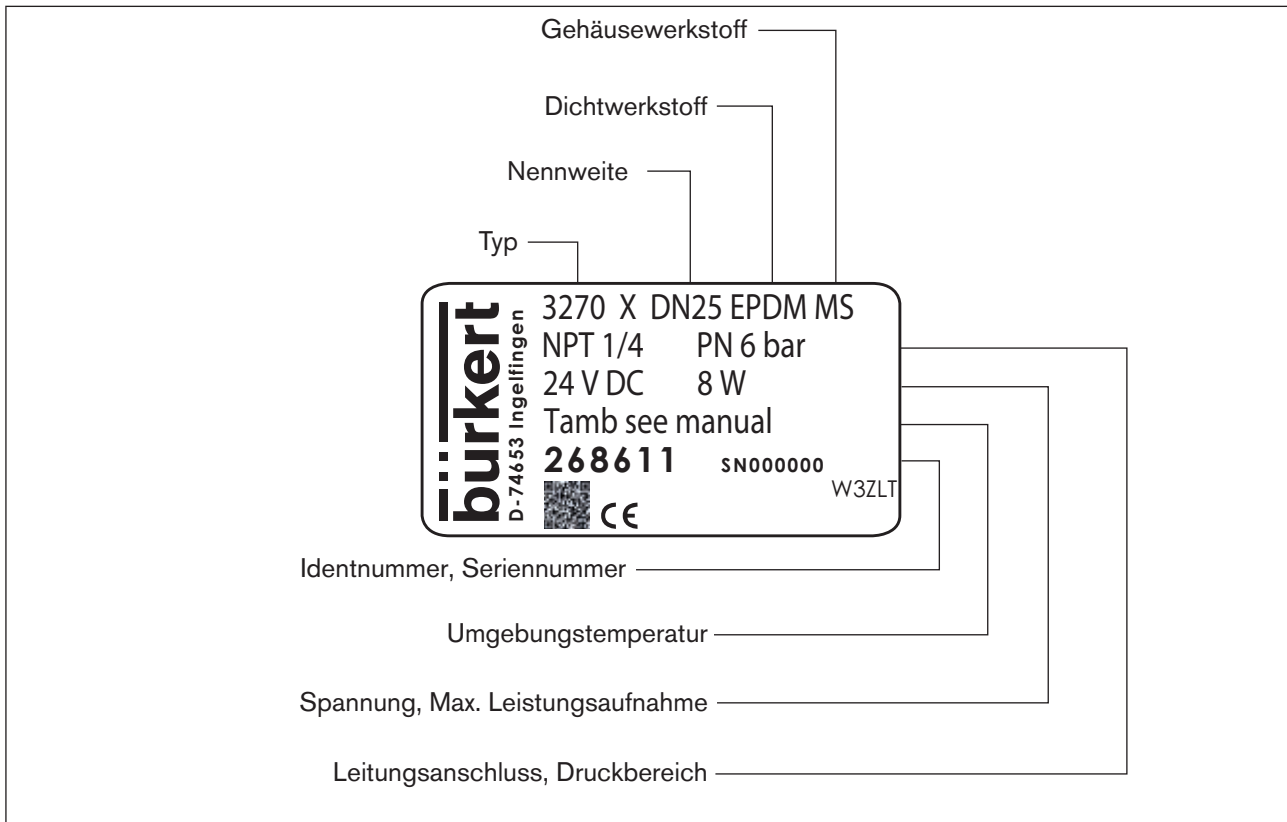 Gehäusewerkstoff
Dichtwerkstoff
Nennweite
Typ
bürkert
D-74653 Ingelfingen
3270 X DN25 EPDM MS
NPT 1/4 PN 6 bar
24 V DC 8 W
Tamb see manual
268611 SN000000
W3ZLT
CE
Identnummer, Seriennummer
Umgebungstemperatur
Spannung, Max. Leistungsaufnahme
Leitungsanschluss, Druckbereich